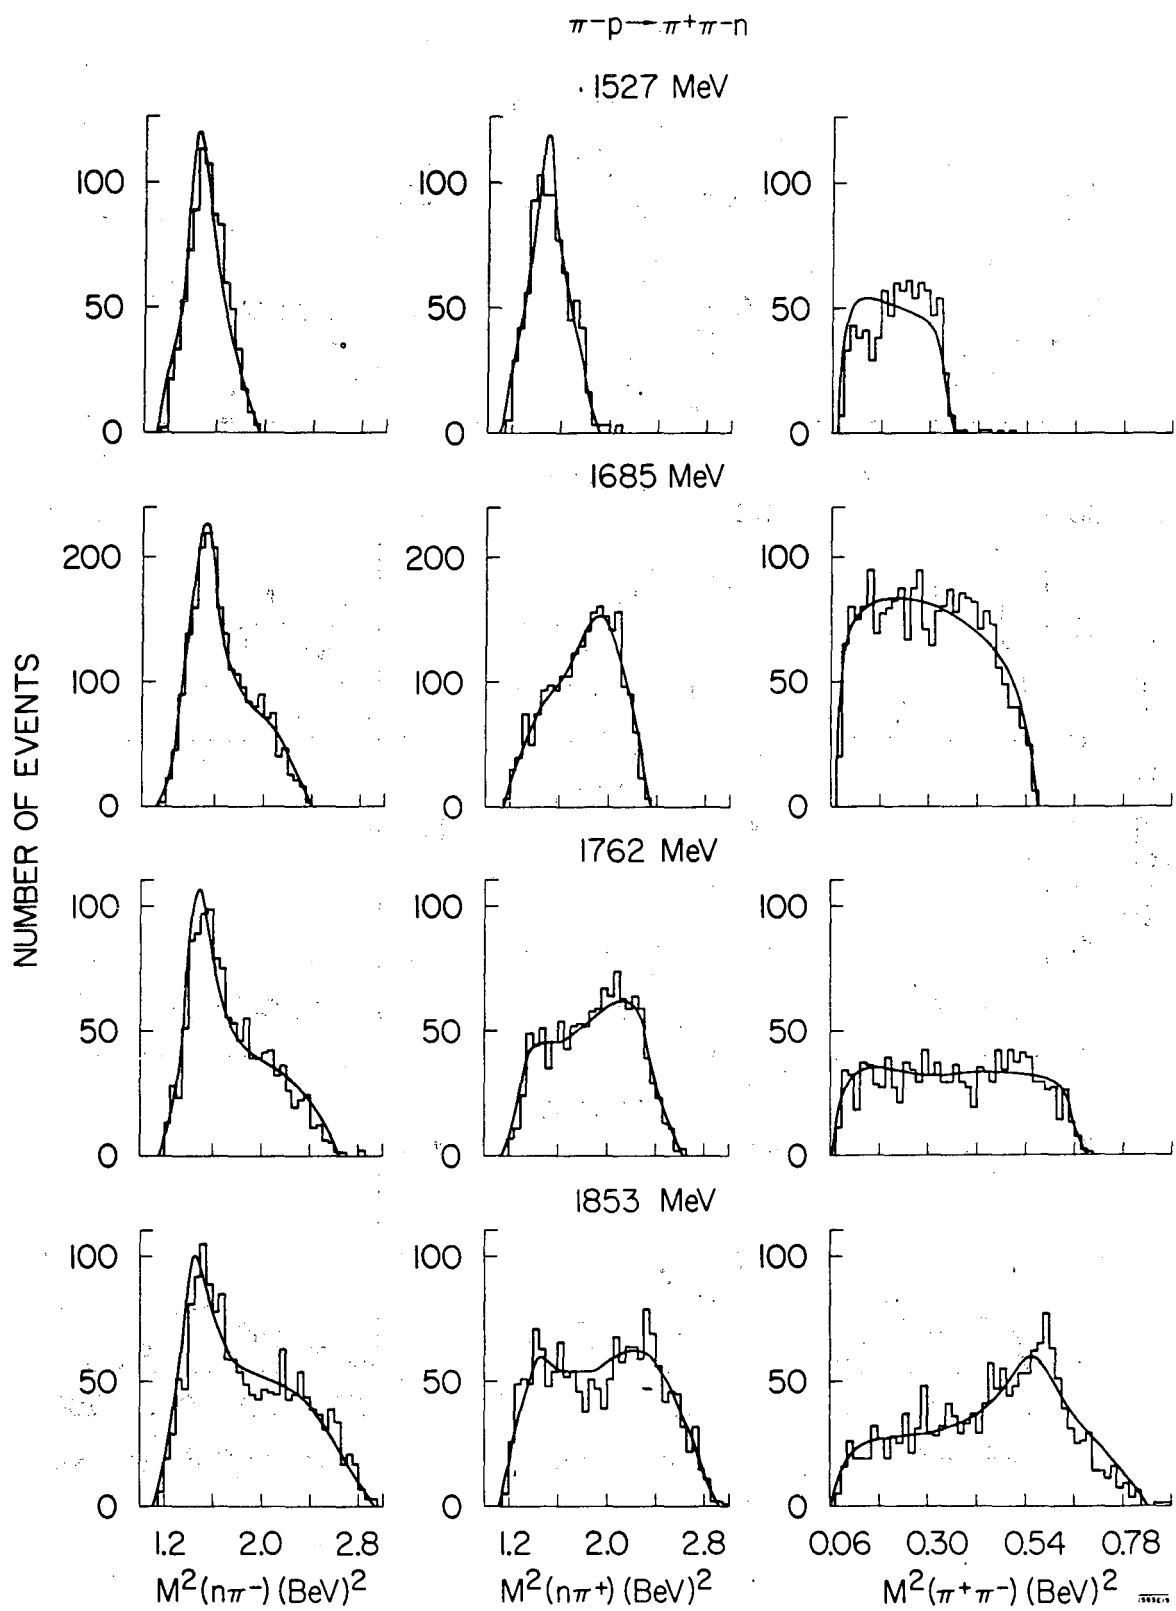 π⁻p→π⁺π⁻n
1527 MeV
100 100 100
50 50 50
0 0 0
1685 MeV
200 200 100
100 100 50
0 0 0
1762 MeV
100 100 100
50 50 50
0 0 0
1853 MeV
100 100 100
50 50 50
0 0 0
1.2 2.0 2.8 1.2 2.0 2.8 0.06 0.30 0.54 0.78
M²(nπ⁻) (BeV)² M²(nπ⁺) (BeV)² M²(π⁺π⁻) (BeV)²
NUMBER OF EVENTS